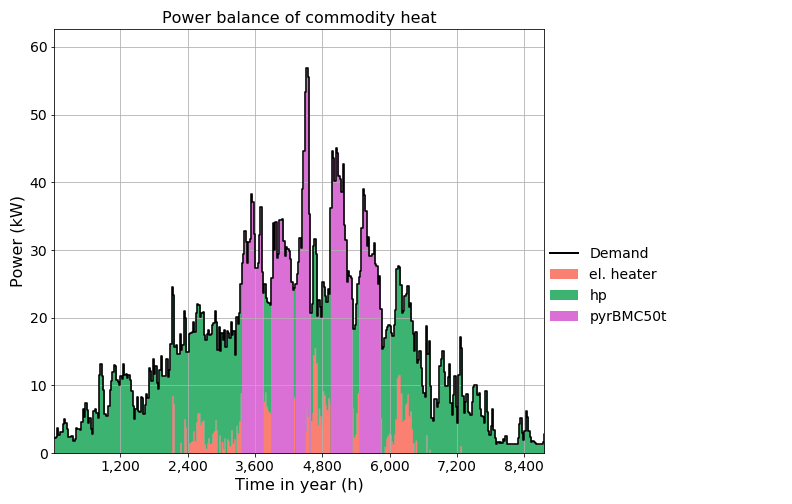 Power balance of commodity heat
60
50
40
30
20
10
0
Power (kW)
1,200 2,400 3,600 4,800 6,000 7,200 8,400
Time in year (h)
Demand
el. heater
hp
pyrBMC50t